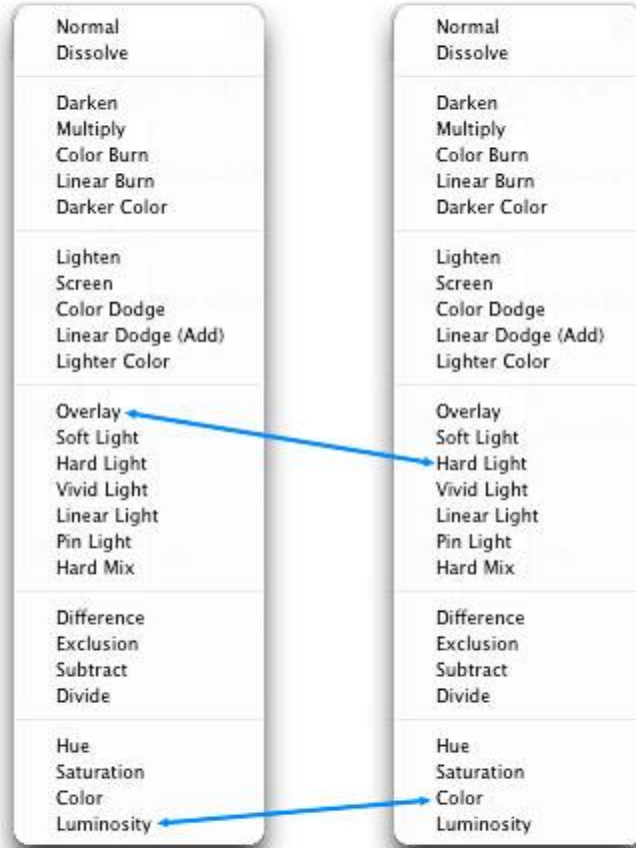 Normal
Dissolve
Darken
Multiply
Color Burn
Linear Burn
Darker Color
Lighten
Screen
Color Dodge
Linear Dodge (Add)
Lighter Color
Overlay
Soft Light
Hard Light
Vivid Light
Linear Light
Pin Light
Hard Mix
Difference
Exclusion
Subtract
Divide
Hue
Saturation
Color
Luminosity
Normal
Dissolve
Darken
Multiply
Color Burn
Linear Burn
Darker Color
Lighten
Screen
Color Dodge
Linear Dodge (Add)
Lighter Color
Overlay
Soft Light
Hard Light
Vivid Light
Linear Light
Pin Light
Hard Mix
Difference
Exclusion
Subtract
Divide
Hue
Saturation
Color
Luminosity